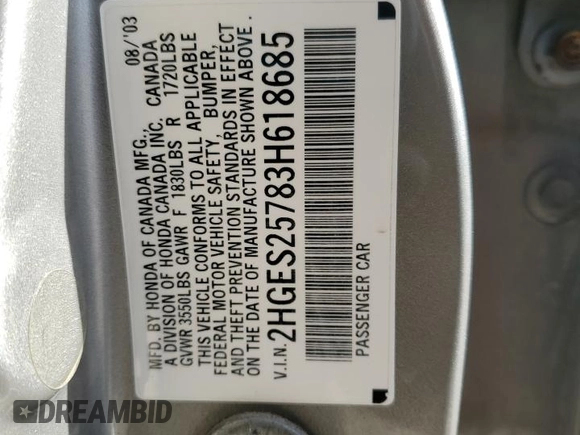 MFD. BY HONDA OF CANADA MFG., 08/'03
A DIVISION OF HONDA CANADA INC. CANADA
GVWR 3550LBS GAWR F 1830LBS R 1720LBS
THIS VEHICLE CONFORMS TO ALL APPLICABLE
FEDERAL MOTOR VEHICLE SAFETY, BUMPER,
AND THEFT PREVENTION STANDARDS IN EFFECT
ON THE DATE OF MANUFACTURE SHOWN ABOVE.
V.I.N. 2HGES25783H618685
PASSENGER CAR
DREAMBID